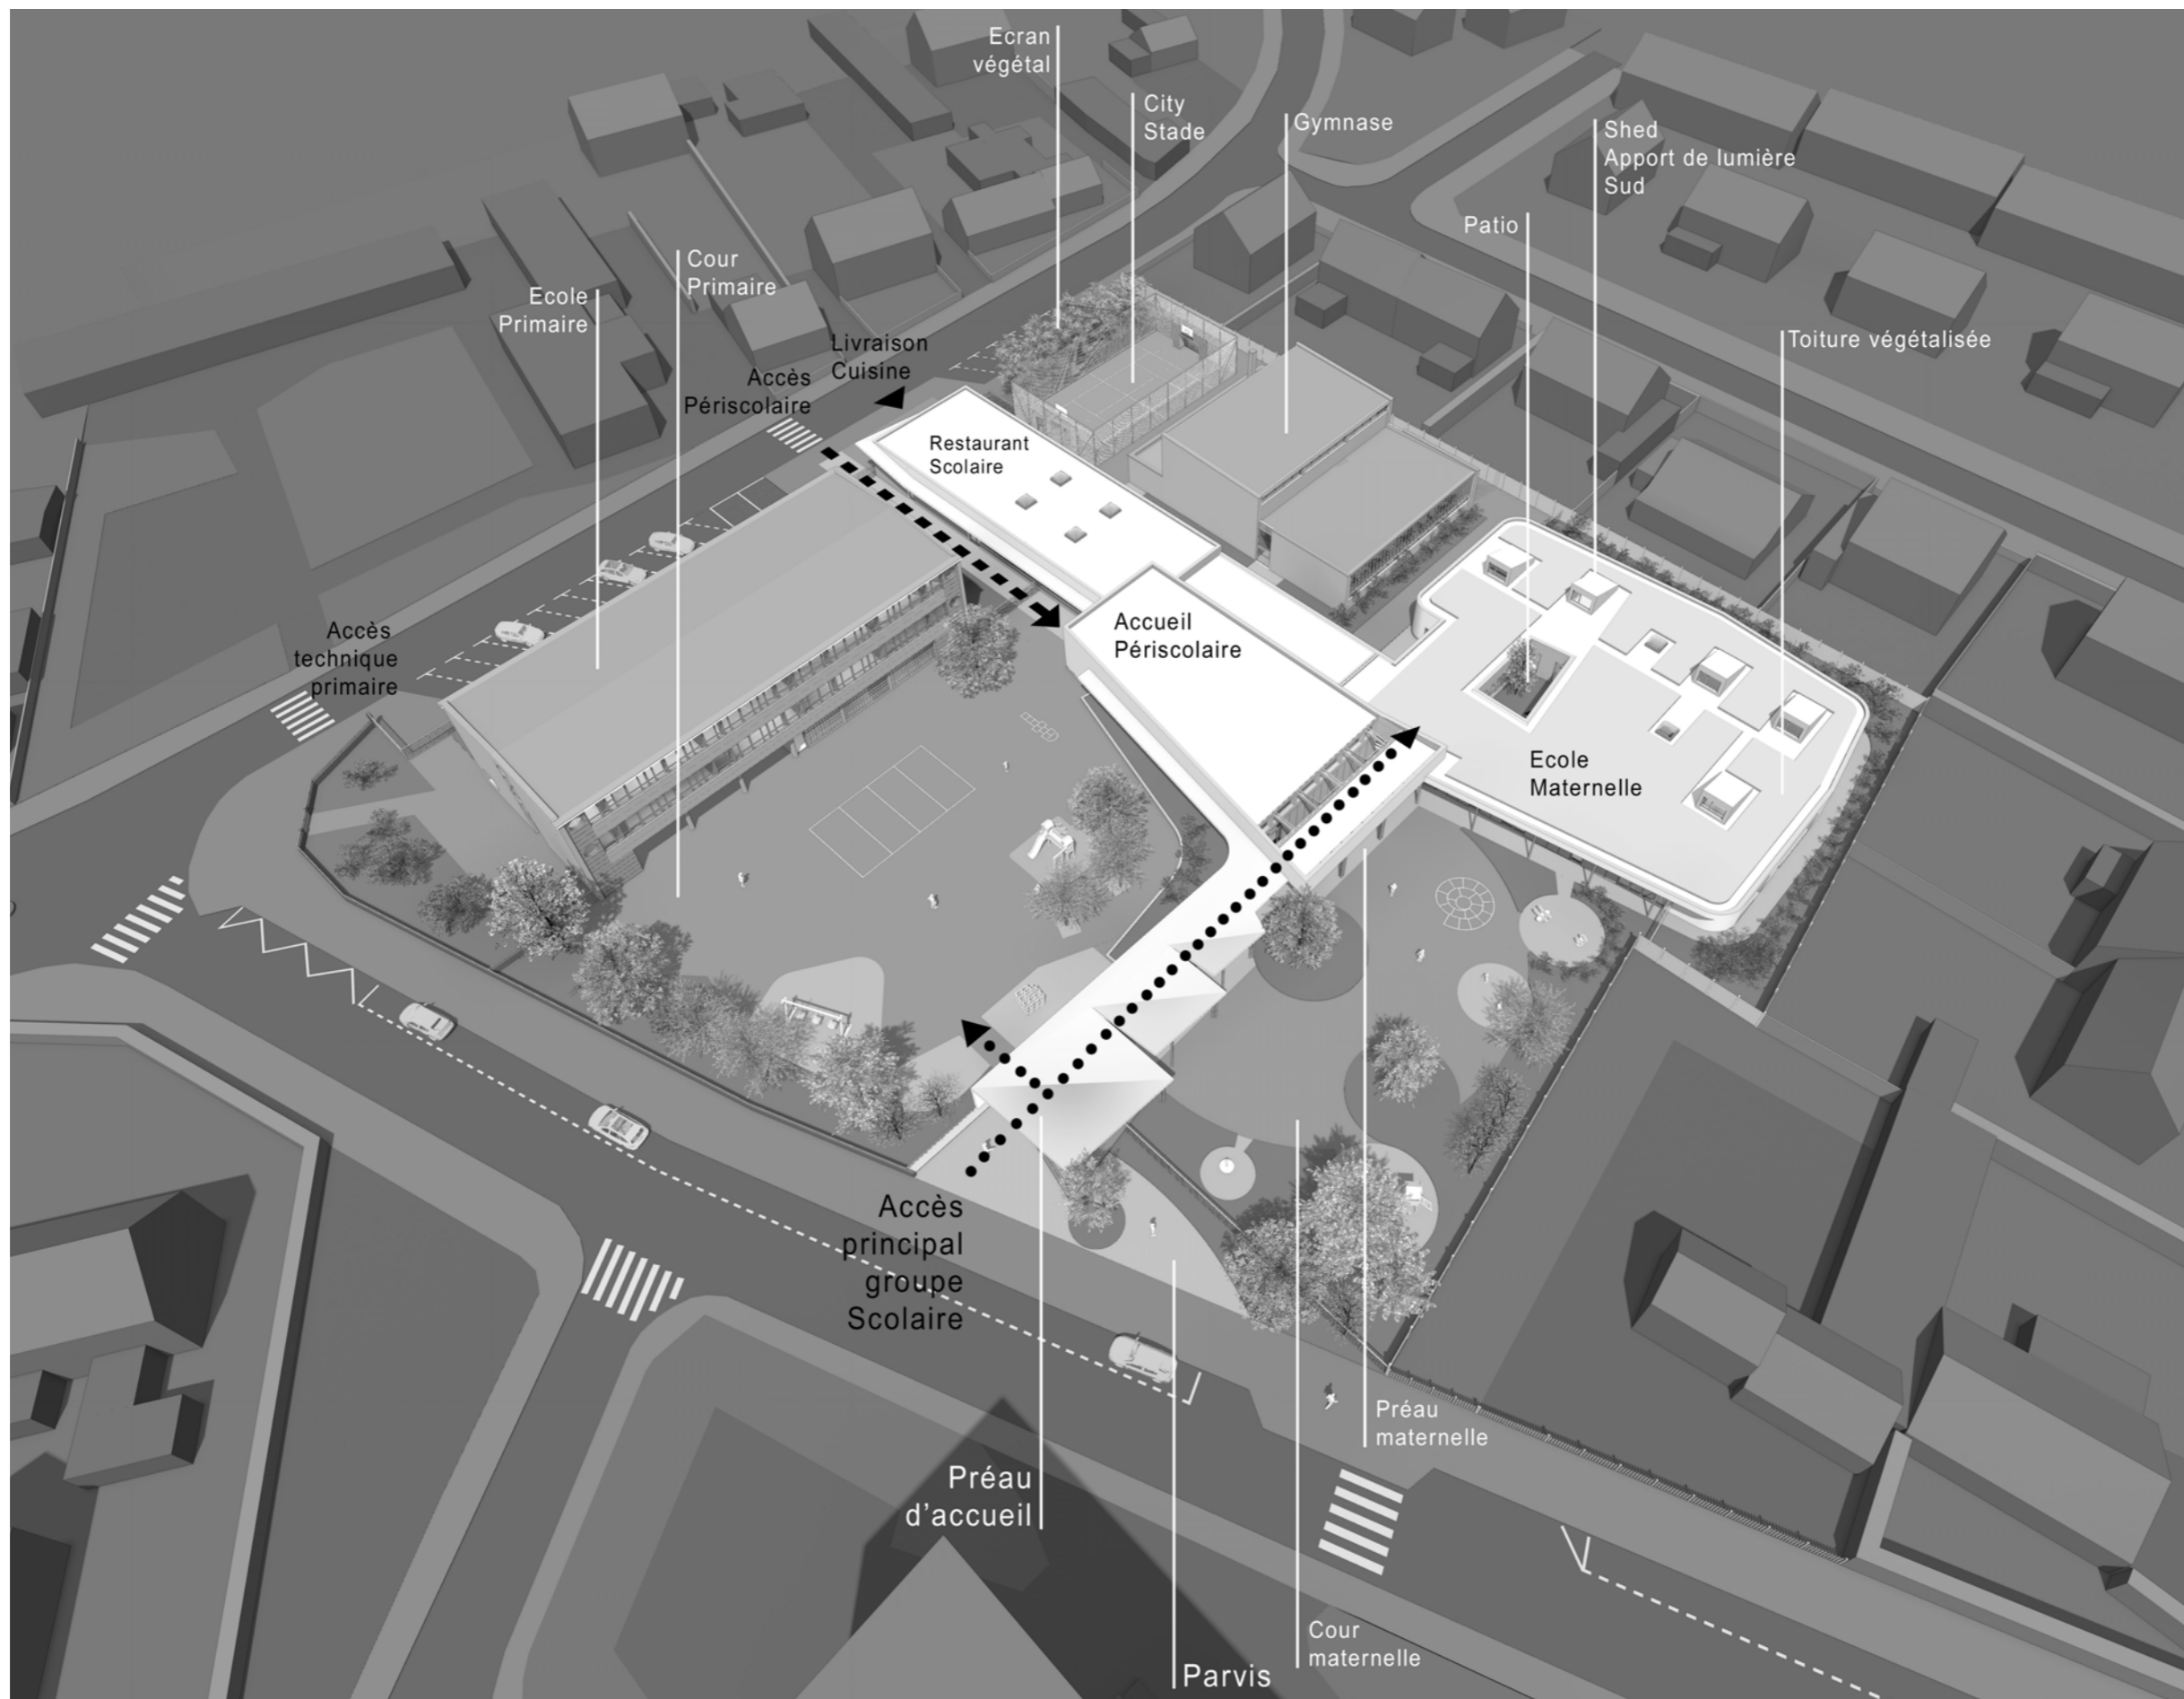 Ecran
végétal
City
Stade
Gymnase
Shed
Apport de lumière
Sud
Patio
Cour
Primaire
Ecole
Primaire
Toiture végétalisée
Livraison
Cuisine
Accès
Périscolaire
Restaurant
Scolaire
Accueil
Périscolaire
Accès
technique
primaire
Ecole
Maternelle
Accès
principal
groupe
Scolaire
Préau
maternelle
Préau
d'accueil
Cour
maternelle
Parvis